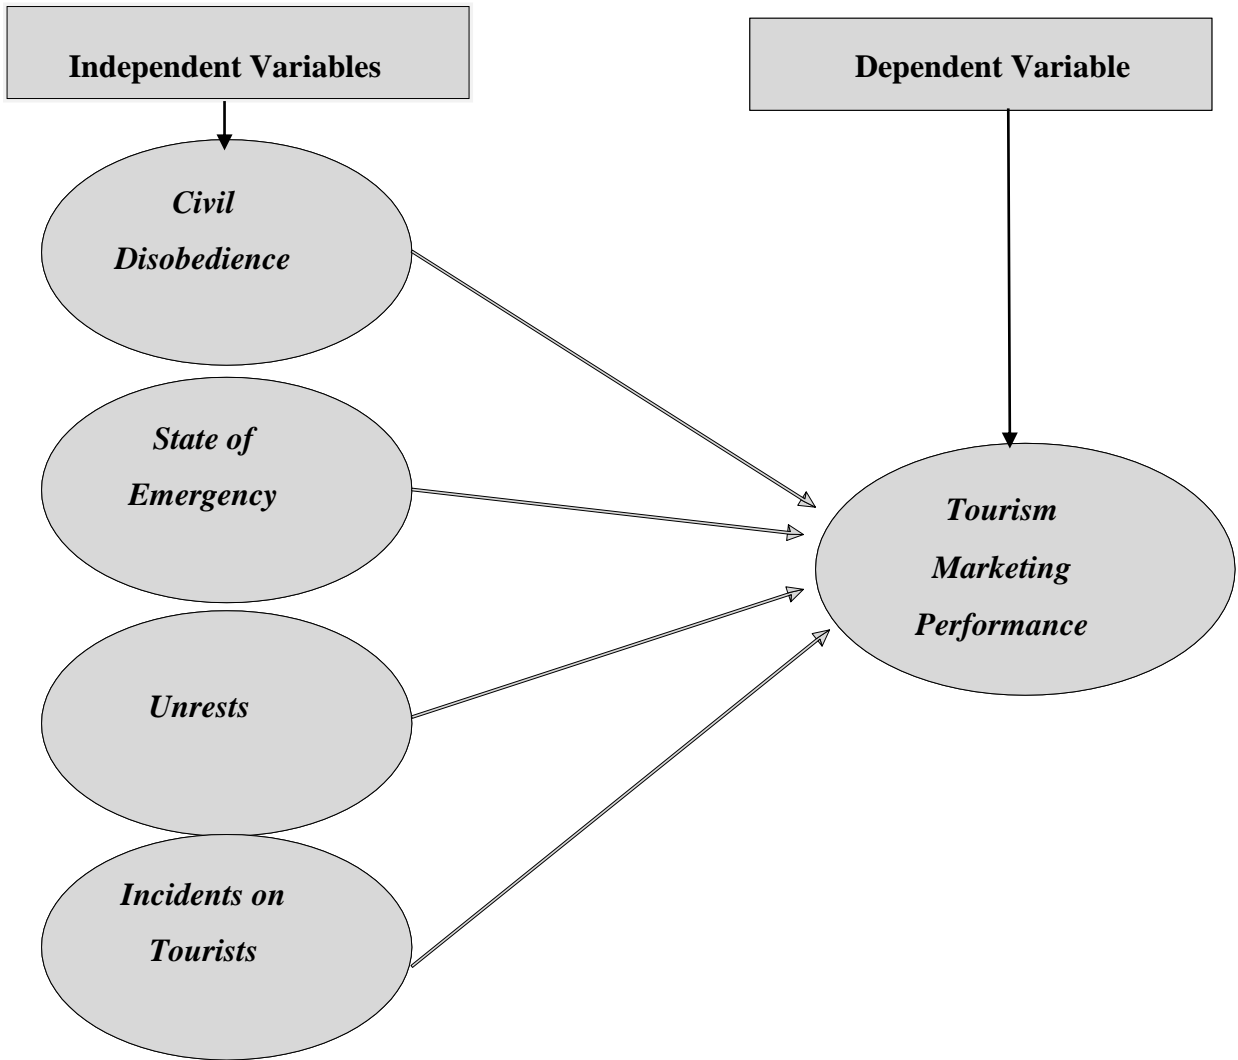 Independent Variables
Dependent Variable
Civil
Disobedience
State of
Emergency
Unrests
Incidents on
Tourists
Tourism
Marketing
Performance